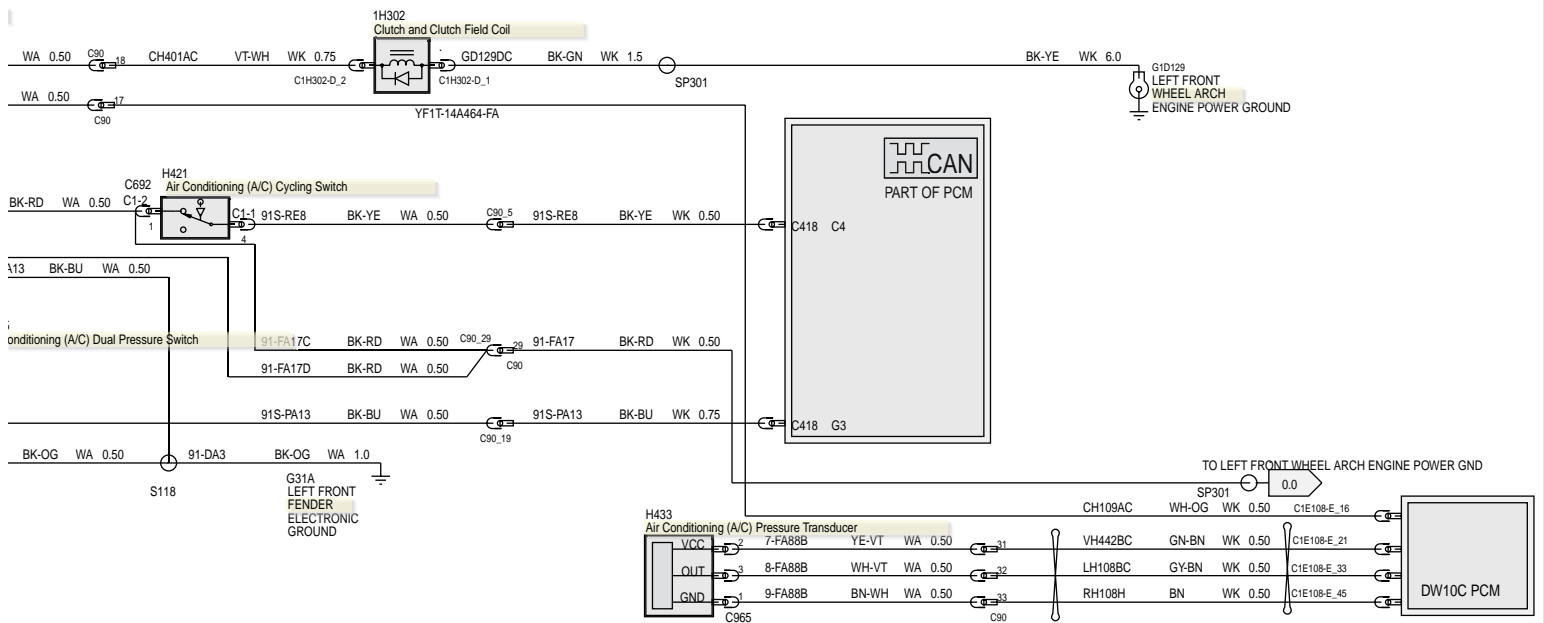 1H302
Clutch and Clutch Field Coil
WA 0.50 C90 18 CH401AC VT-WH WK 0.75 C1H302-D_2 C1H302-D_1 GD129DC BK-GN WK 1.5 SP301 BK-YE WK 6.0
G1D129
LEFT FRONT
WHEEL ARCH
ENGINE POWER GROUND
WA 0.50 17 C90
YF1T-14A464-FA
CAN
PART OF PCM
H421
Air Conditioning (A/C) Cycling Switch
C692
C1-2
BK-RD WA 0.50 1 C1-1 4 91S-RE8 BK-YE WA 0.50 C90_5 91S-RE8 BK-YE WK 0.50 C418 C4
A13 BK-BU WA 0.50
onditioning (A/C) Dual Pressure Switch
91-FA17C BK-RD WA 0.50 C90_29 29 C90 91-FA17 BK-RD WK 0.50
91-FA17D BK-RD WA 0.50
91S-PA13 BK-BU WA 0.50 C90_19 91S-PA13 BK-BU WK 0.75 C418 G3
BK-OG WA 0.50 S118 91-DA3 BK-OG WA 1.0
G31A
LEFT FRONT
FENDER
ELECTRONIC
GROUND
TO LEFT FRONT WHEEL ARCH ENGINE POWER GND
SP301 0.0
CH109AC WH-OG WK 0.50 C1E108-E_16
H433
Air Conditioning (A/C) Pressure Transducer
VCC 2 7-FA88B YE-VT WA 0.50 31 VH442BC GN-BN WK 0.50 C1E108-E_21
OUT 3 8-FA88B WH-VT WA 0.50 32 LH108BC GY-BN WK 0.50 C1E108-E_33
GND 1 9-FA88B BN-WH WA 0.50 33 RH108H BN WK 0.50 C1E108-E_45
C965 C90
DW10C PCM